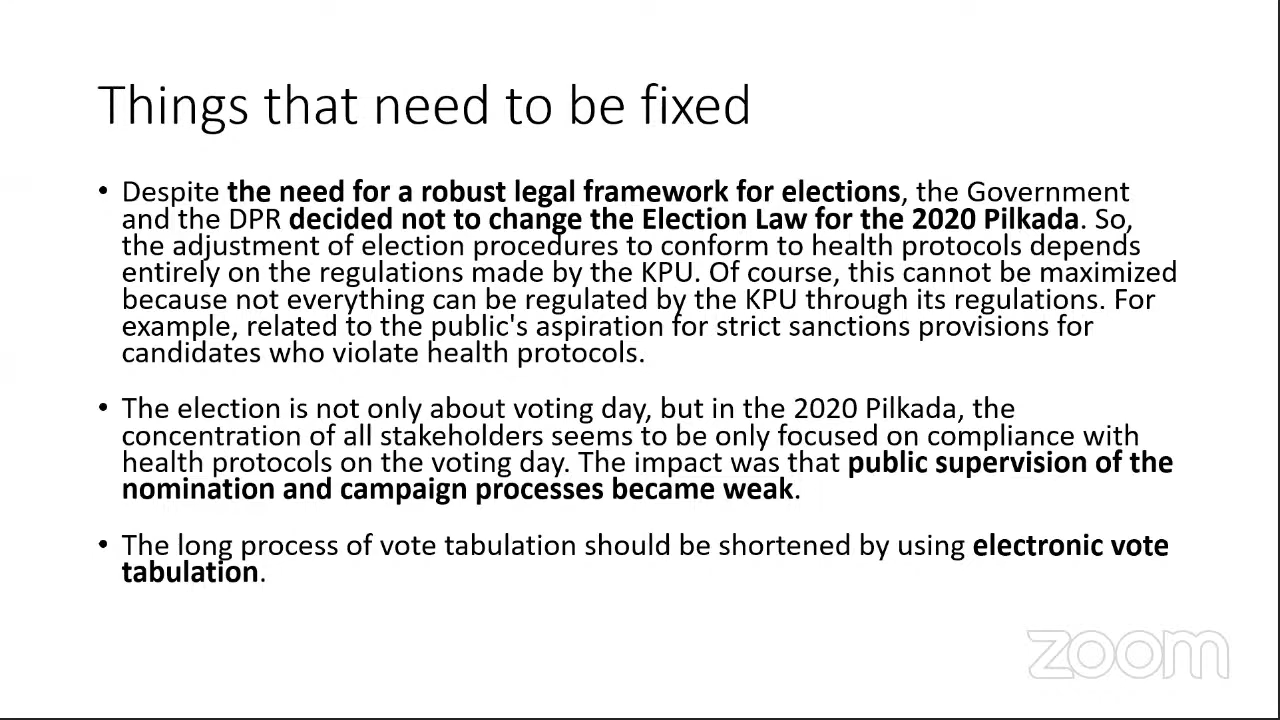 Things that need to be fixed
• Despite the need for a robust legal framework for elections, the Government
and the DPR decided not to change the Election Law for the 2020 Pilkada. So,
the adjustment of election procedures to conform to health protocols depends
entirely on the regulations made by the KPU. Of course, this cannot be maximized
because not everything can be regulated by the KPU through its regulations. For
example, related to the public's aspiration for strict sanctions provisions for
candidates who violate health protocols.
• The election is not only about voting day, but in the 2020 Pilkada, the
concentration of all stakeholders seems to be only focused on compliance with
health protocols on the voting day. The impact was that public supervision of the
nomination and campaign processes became weak.
• The long process of vote tabulation should be shortened by using electronic vote
tabulation.
zoom